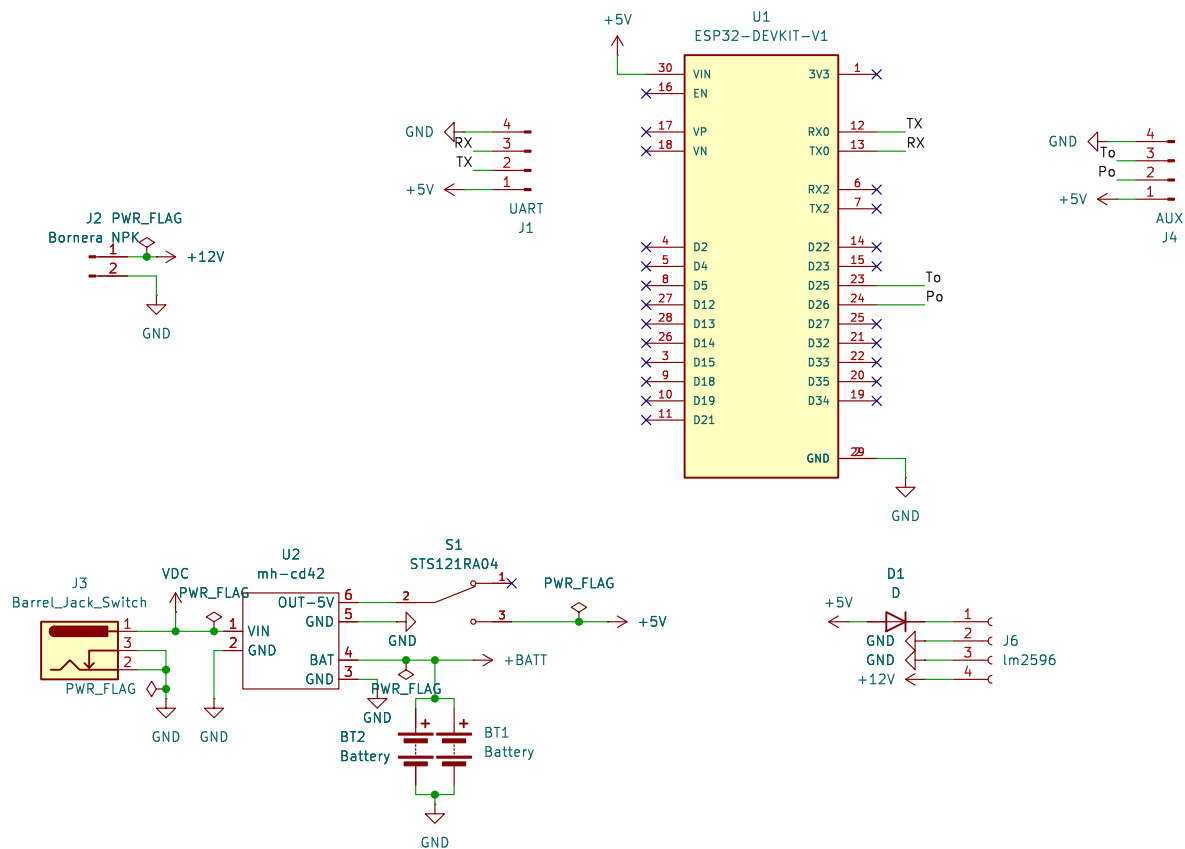 U1
ESP32-DEVKIT-V1
+5V
30 VIN
16 EN
17 VP
18 VN
4 D2
5 D4
8 D5
27 D12
28 D13
26 D14
3 D15
9 D18
10 D19
11 D21
3V3 1
RX0 12 TX
TX0 13 RX
RX2 6
TX2 7
D22 14
D23 15
D25 23 To
D26 24 Po
D27 25
D32 21
D33 22
D35 20
D34 19
GND 29
GND
GND 4
RX 3
TX 2
+5V 1
UART
J1
GND 4
To 3
Po 2
+5V 1
AUX
J4
J2 PWR_FLAG
Bornera NPK
1 +12V
2
GND
J3
Barrel_Jack_Switch
1
3
2
VDC
PWR_FLAG
PWR_FLAG
GND
GND
U2
mh-cd42
1 VIN
2 GND
OUT-5V 6
GND 5
BAT 4
GND 3
GND
S1
STS121RA04
2
1
3
PWR_FLAG
+5V
+BATT
PWR_FLAG
GND
BT2
Battery
+
+
BT1
Battery
GND
D1
D
+5V 1
GND 2 J6
GND 3 lm2596
+12V 4